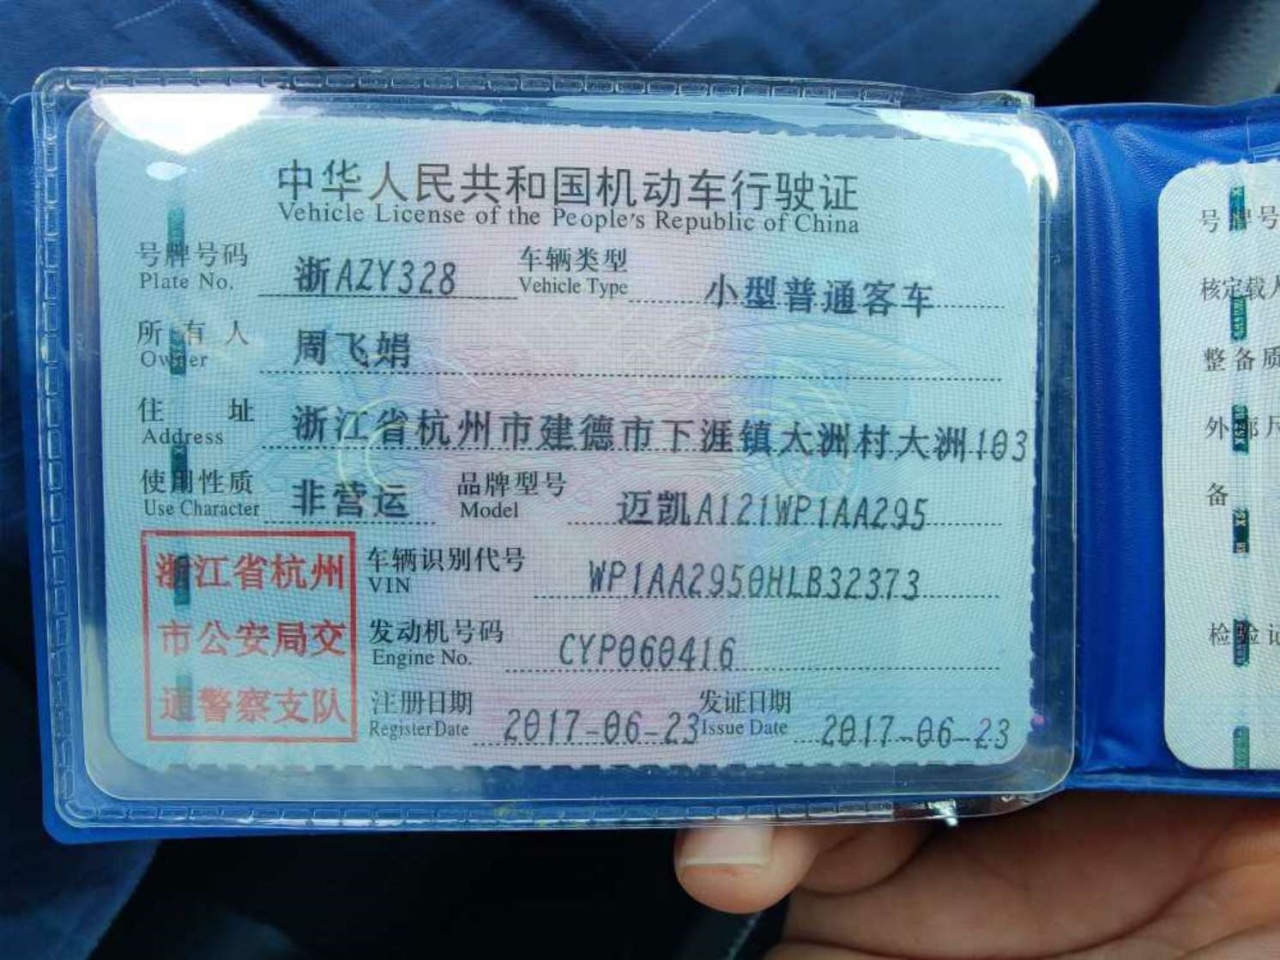 中华人民共和国机动车行驶证
Vehicle License of the People's Republic of China
号牌号码 浙AZY328 车辆类型 小型普通客车
Plate No. Vehicle Type
所有人 周飞娟
Owner
住址 浙江省杭州市建德市下涯镇大洲村大洲103
Address
使用性质 非营运 品牌型号 迈凯A121WP1AA295
Use Character Model
浙江省杭州
市公安局交
通警察支队
车辆识别代号 WP1AA2950HLB32373
VIN
发动机号码 CYP060416
Engine No.
注册日期 2017-06-23 发证日期 2017-06-23
Register Date Issue Date
号牌号
核定载人
整备质
外部尺
备
检验记